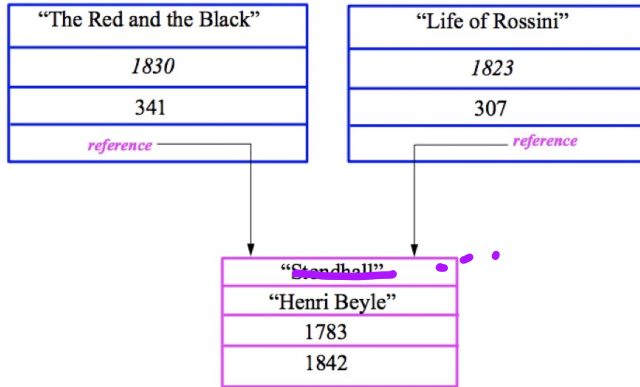 “The Red and the Black”
1830
341
reference
“Life of Rossini”
1823
307
reference
“Stendhall”
“Henri Beyle”
1783
1842